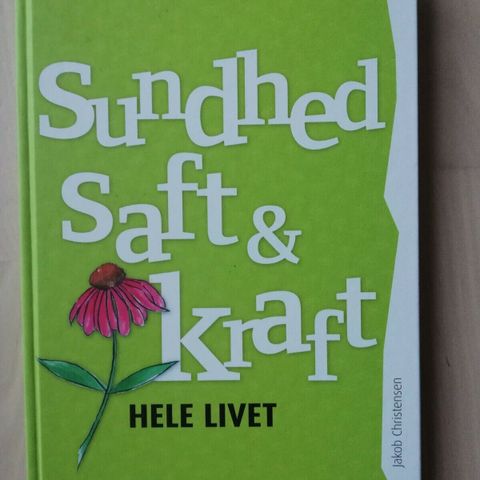 Sundhed
Saft &
kraft
HELE LIVET
Jakob Christensen